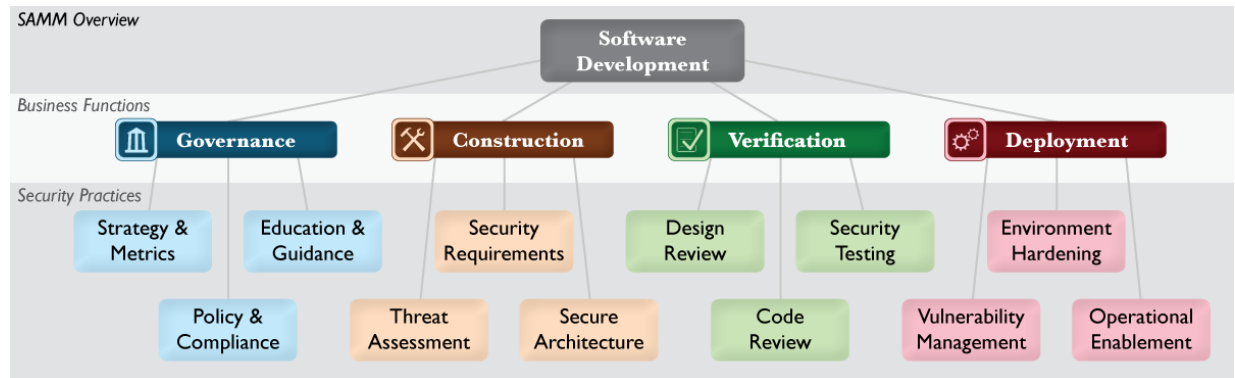 SAMM Overview
Software
Development
Business Functions
Governance
Construction
Verification
Deployment
Security Practices
Strategy &
Metrics
Education &
Guidance
Security
Requirements
Design
Review
Security
Testing
Environment
Hardening
Policy &
Compliance
Threat
Assessment
Secure
Architecture
Code
Review
Vulnerability
Management
Operational
Enablement